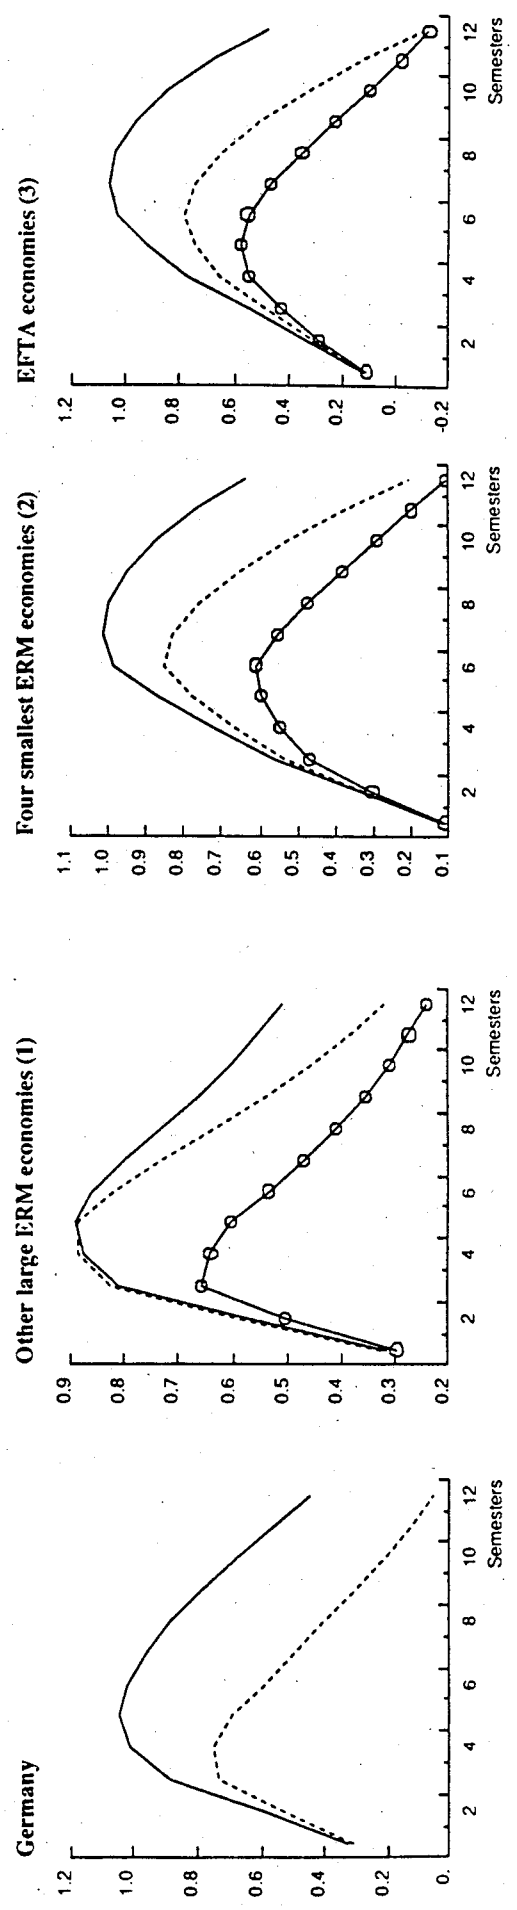 Germany
1.2
1.0
0.8
0.6
0.4
0.2
0.
2 4 6 8 10 12
Semesters
Other large ERM economies (1)
0.9
0.8
0.7
0.6
0.5
0.4
0.3
0.2
2 4 6 8 10 12
Semesters
Four smallest ERM economies (2)
1.1
1.0
0.9
0.8
0.7
0.6
0.5
0.4
0.3
0.2
0.1
2 4 6 8 10 12
Semesters
EFTA economies (3)
1.2
1.0
0.8
0.6
0.4
0.2
0.
-0.2
2 4 6 8 10 12
Semesters